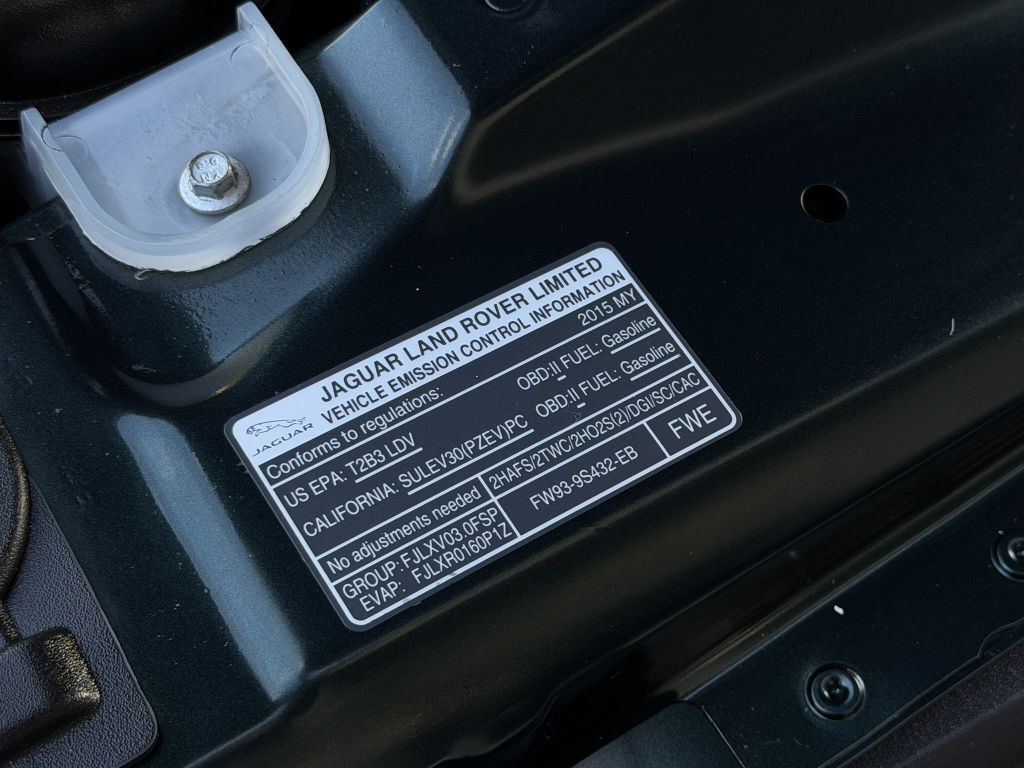 JAGUAR
JAGUAR LAND ROVER LIMITED
VEHICLE EMISSION CONTROL INFORMATION
Conforms to regulations: 2015 MY
US EPA: T2B3 LDV OBD:II FUEL: Gasoline
CALIFORNIA: SULEV30(PZEV)PC OBD:II FUEL: Gasoline
No adjustments needed 2HAFS/2TWC/2HO2S(2)/DGI/SC/CAC
GROUP: FJLXV03.0FSP
EVAP: FJLXR0160P1Z
FW93-9S432-EB
FWE